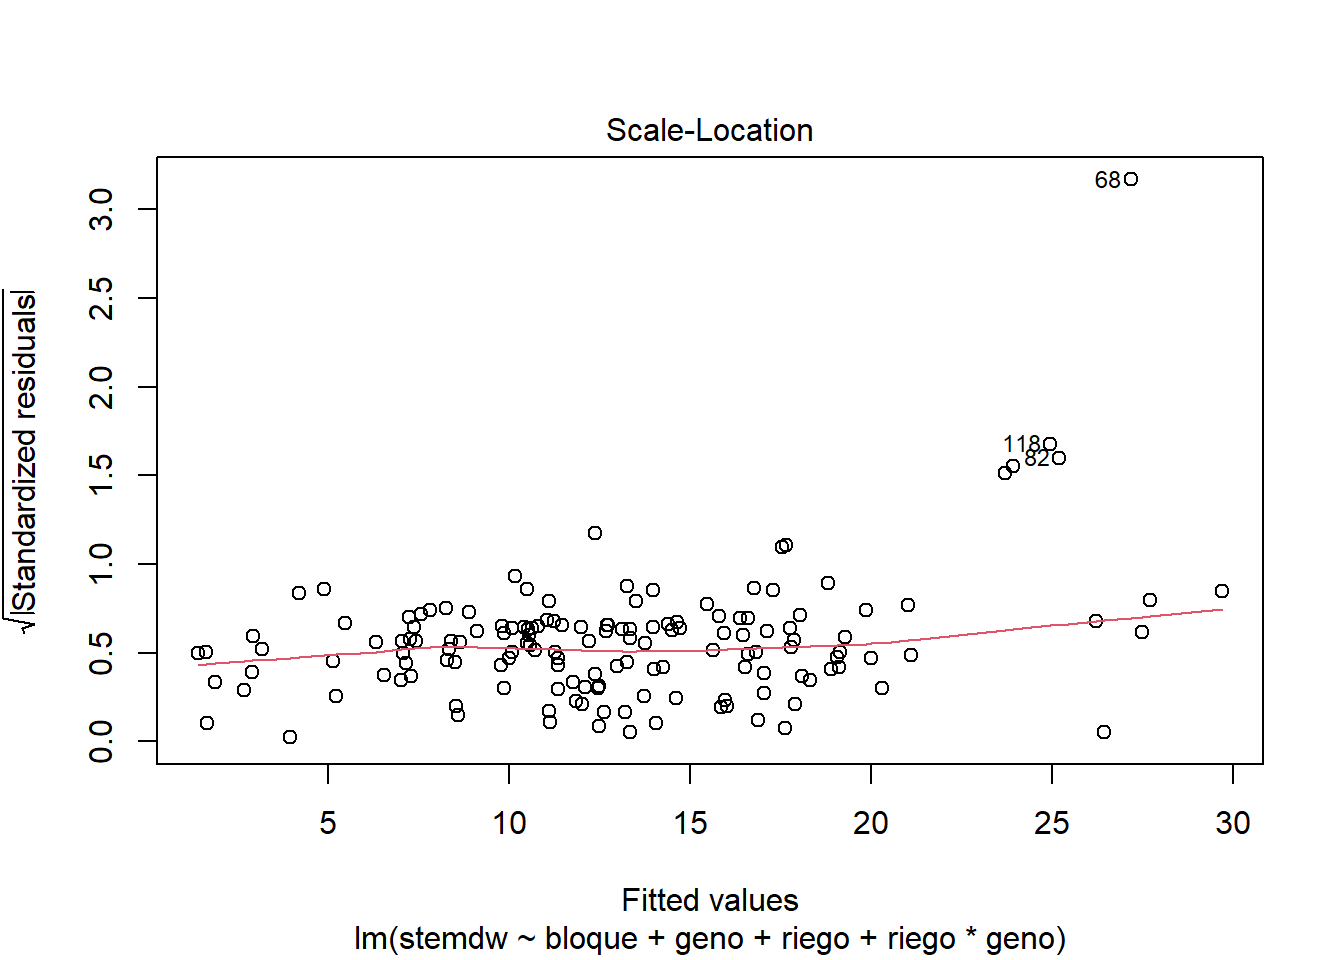 Scale-Location
√|Standardized residuals|
3.0
2.5
2.0
1.5
1.0
0.5
0.0
68
118
82
5 10 15 20 25 30
Fitted values
lm(stemdw ~ bloque + geno + riego + riego * geno)